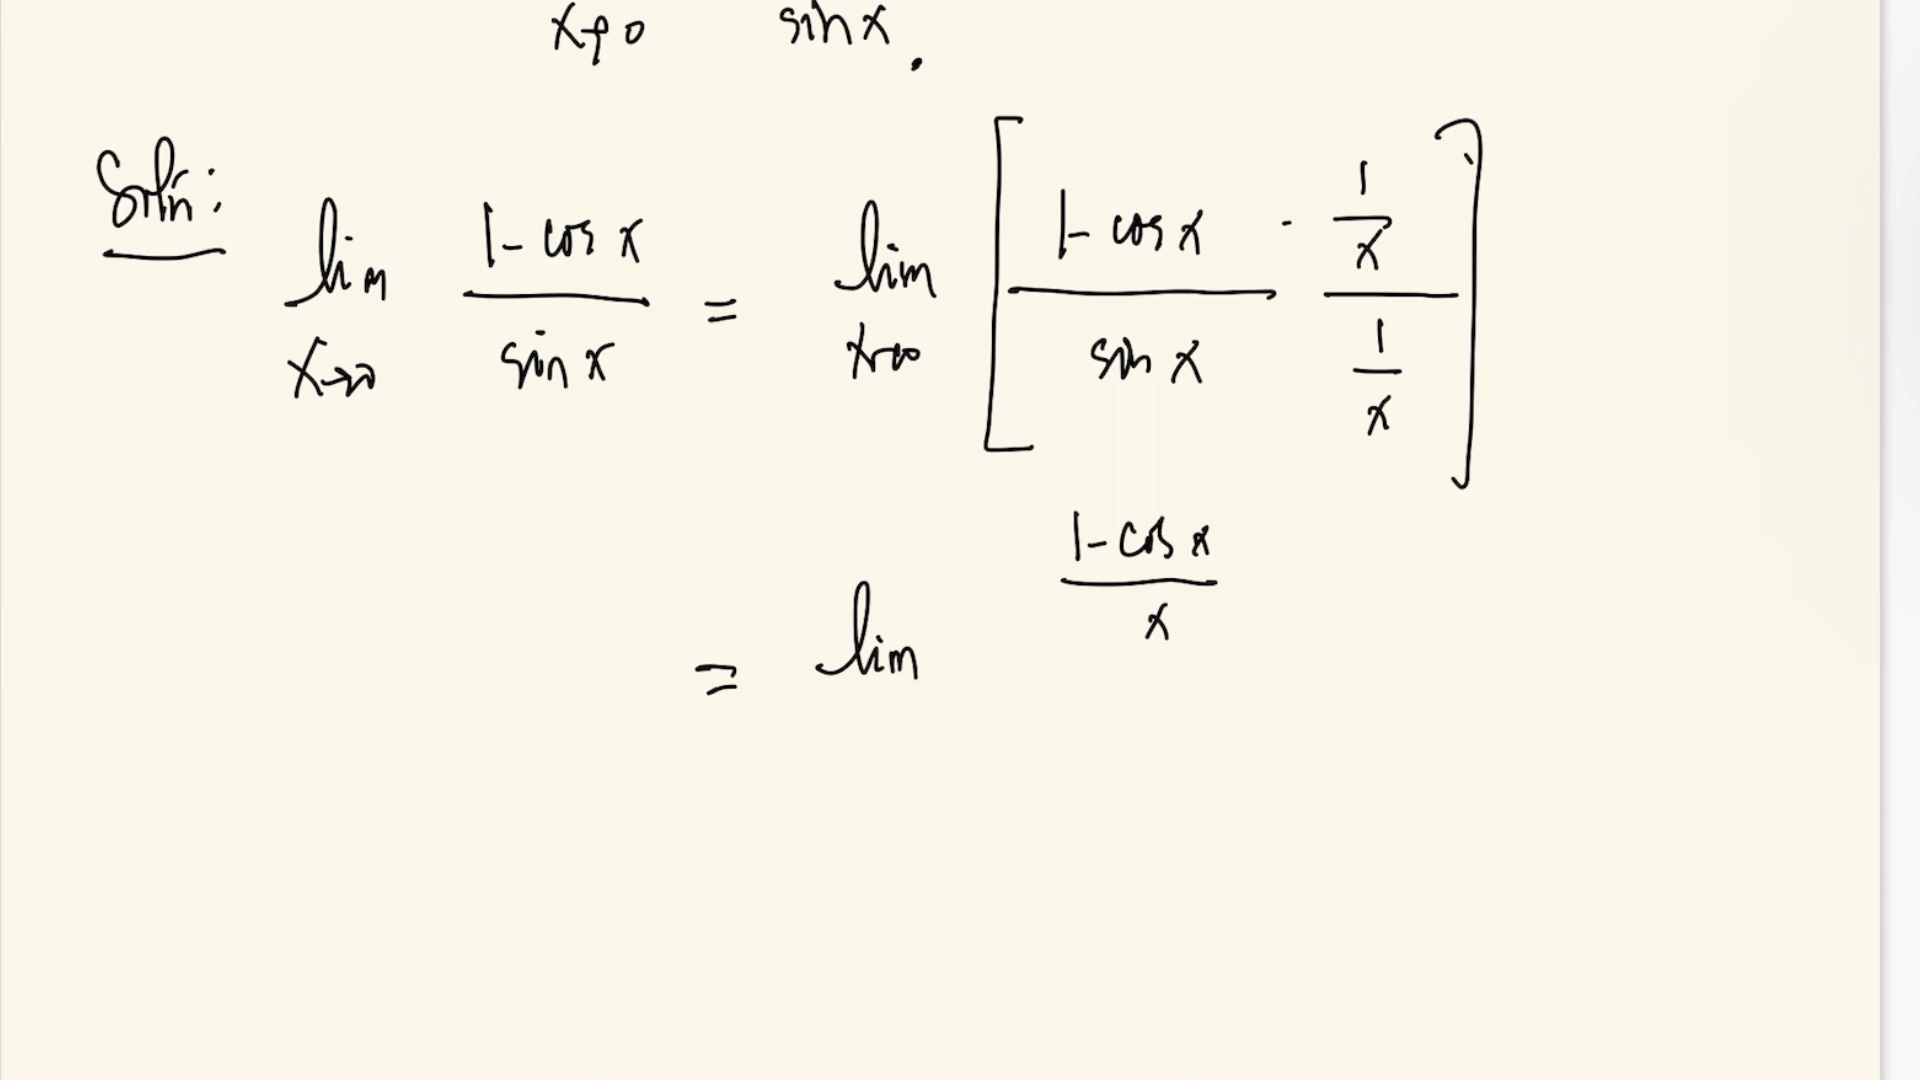 x→0 sin x.
Soln:
lim x→0 (1 - cos x)/(sin x) = lim x→0 [ (1 - cos x)/(sin x) · (1/x)/(1/x) ]
= lim (1 - cos x)/x